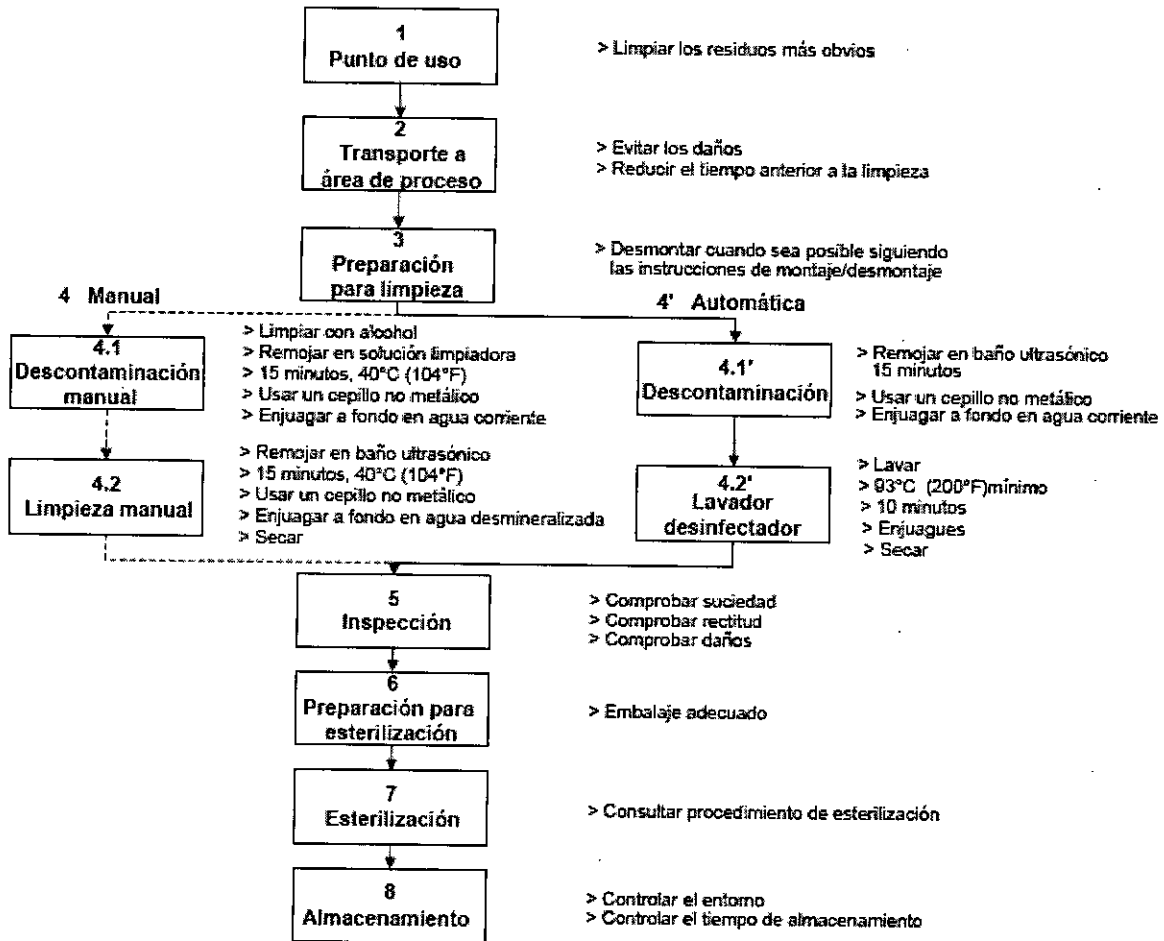 1
Punto de uso
> Limpiar los residuos más obvios
2
Transporte a
área de proceso
> Evitar los daños
> Reducir el tiempo anterior a la limpieza
3
Preparación
para limpieza
> Desmontar cuando sea posible siguiendo
las instrucciones de montaje/desmontaje
4 Manual
4' Automática
4.1
Descontaminación
manual
> Limpiar con alcohol
> Remojar en solución limpiadora
> 15 minutos, 40°C (104°F)
> Usar un cepillo no metálico
> Enjuagar a fondo en agua corriente
4.1'
Descontaminación
> Remojar en baño ultrasónico
15 minutos
> Usar un cepillo no metálico
> Enjuagar a fondo en agua corriente
4.2
Limpieza manual
> Remojar en baño ultrasónico
> 15 minutos, 40°C (104°F)
> Usar un cepillo no metálico
> Enjuagar a fondo en agua desmineralizada
> Secar
4.2'
Lavador
desinfectador
> Lavar
> 93°C (200°F)mínimo
> 10 minutos
> Enjuagues
> Secar
5
Inspección
> Comprobar suciedad
> Comprobar rectitud
> Comprobar daños
6
Preparación para
esterilización
> Embalaje adecuado
7
Esterilización
> Consultar procedimiento de esterilización
8
Almacenamiento
> Controlar el entorno
> Controlar el tiempo de almacenamiento